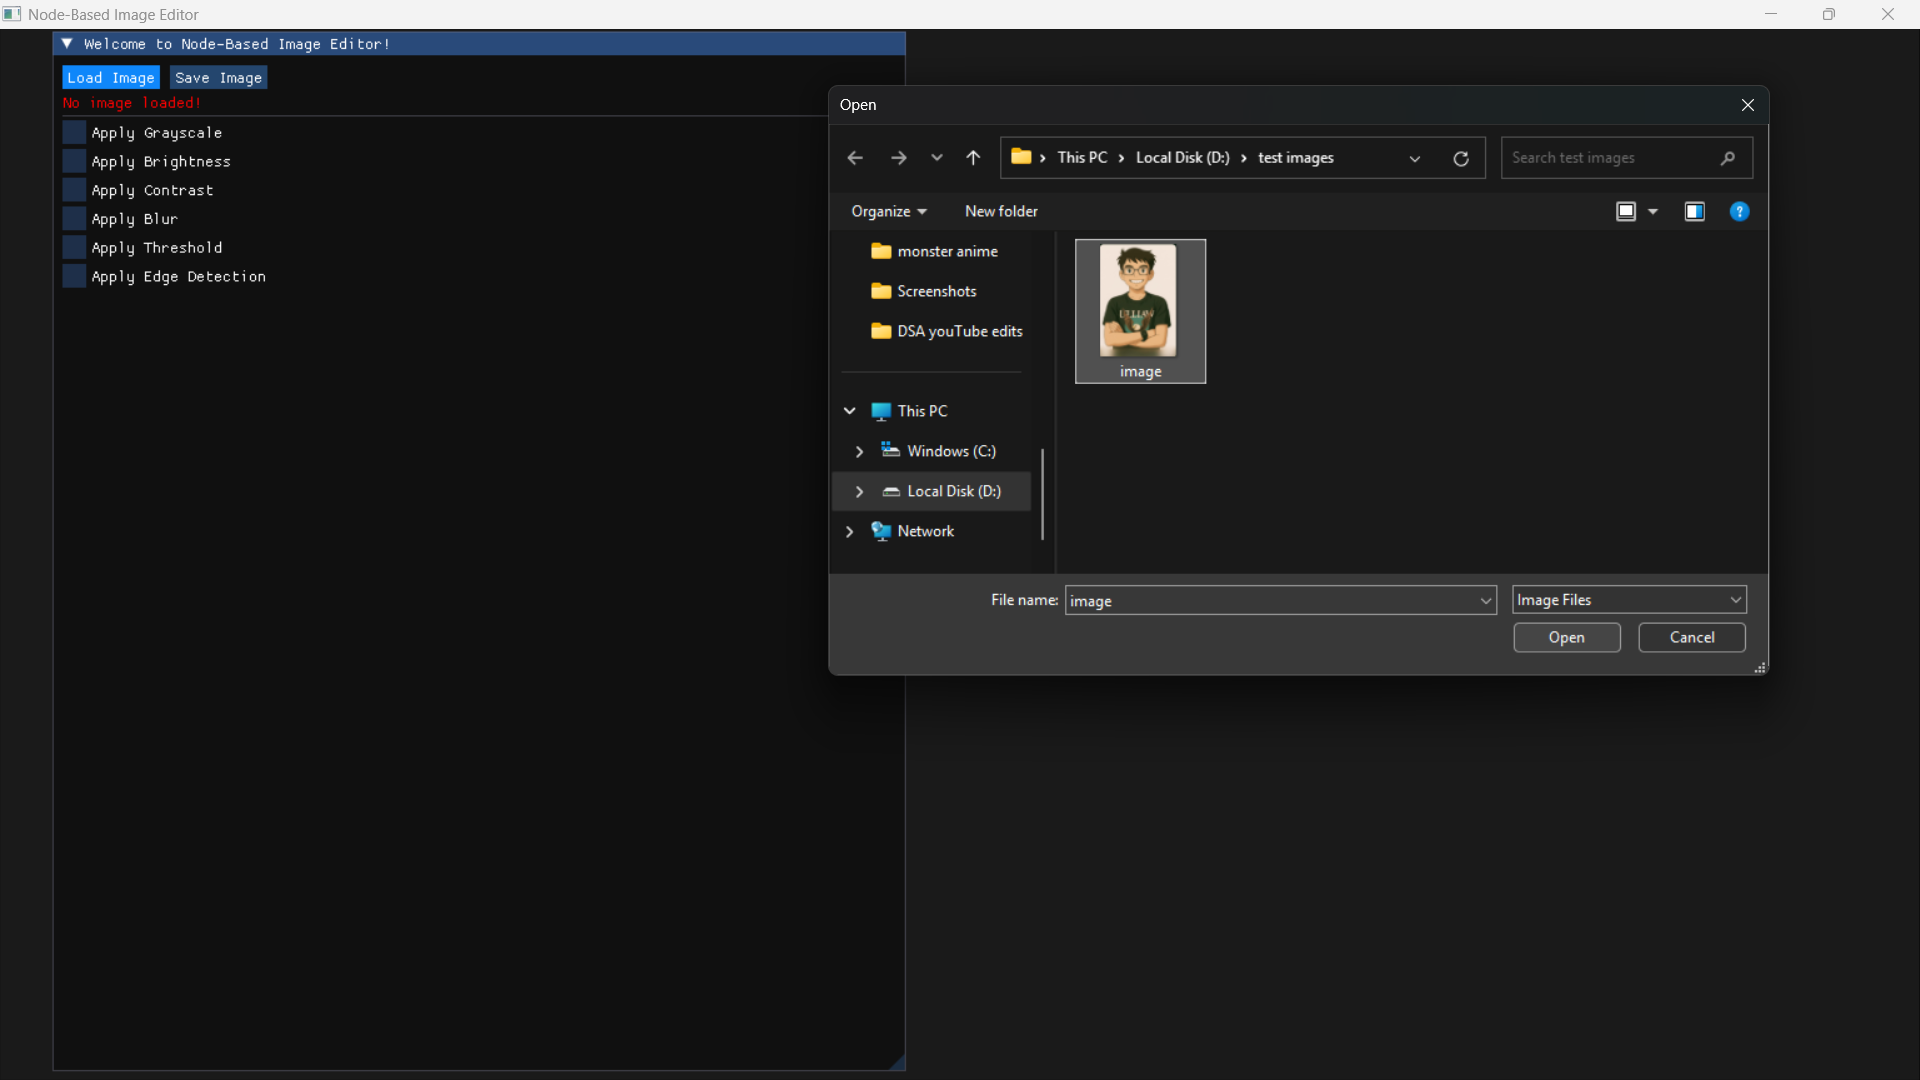 Node-Based Image Editor
Welcome to Node-Based Image Editor!
Load Image Save Image
No image loaded!
Apply Grayscale
Apply Brightness
Apply Contrast
Apply Blur
Apply Threshold
Apply Edge Detection
Open
This PC Local Disk (D:) test images
Search test images
Organize New folder
?
monster anime
Screenshots
DSA youTube edits
This PC
Windows (C:)
Local Disk (D:)
Network
image
File name: image
Image Files
Open Cancel